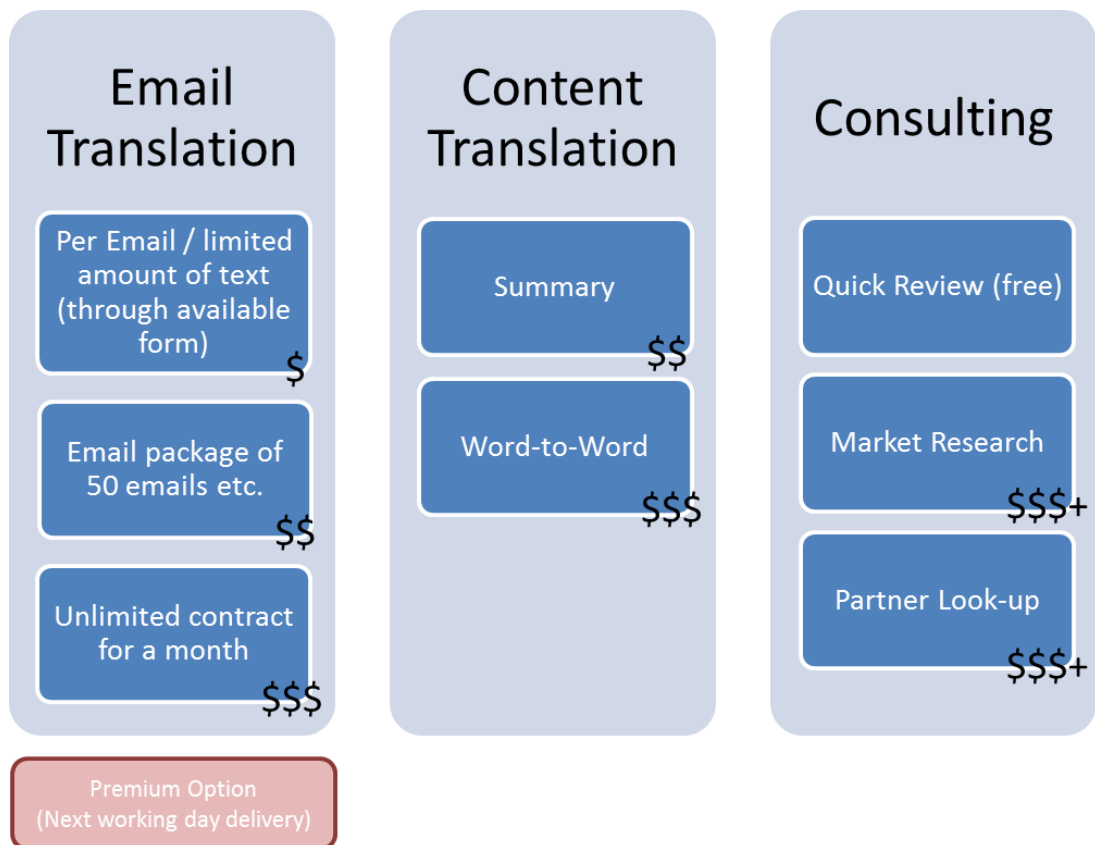 Email
Translation
Per Email / limited
amount of text
(through available
form)
$
Email package of
50 emails etc.
$$
Unlimited contract
for a month
$$$
Content
Translation
Summary
$$
Word-to-Word
$$$
Consulting
Quick Review (free)
Market Research
$$$+
Partner Look-up
$$$+
Premium Option
(Next working day delivery)